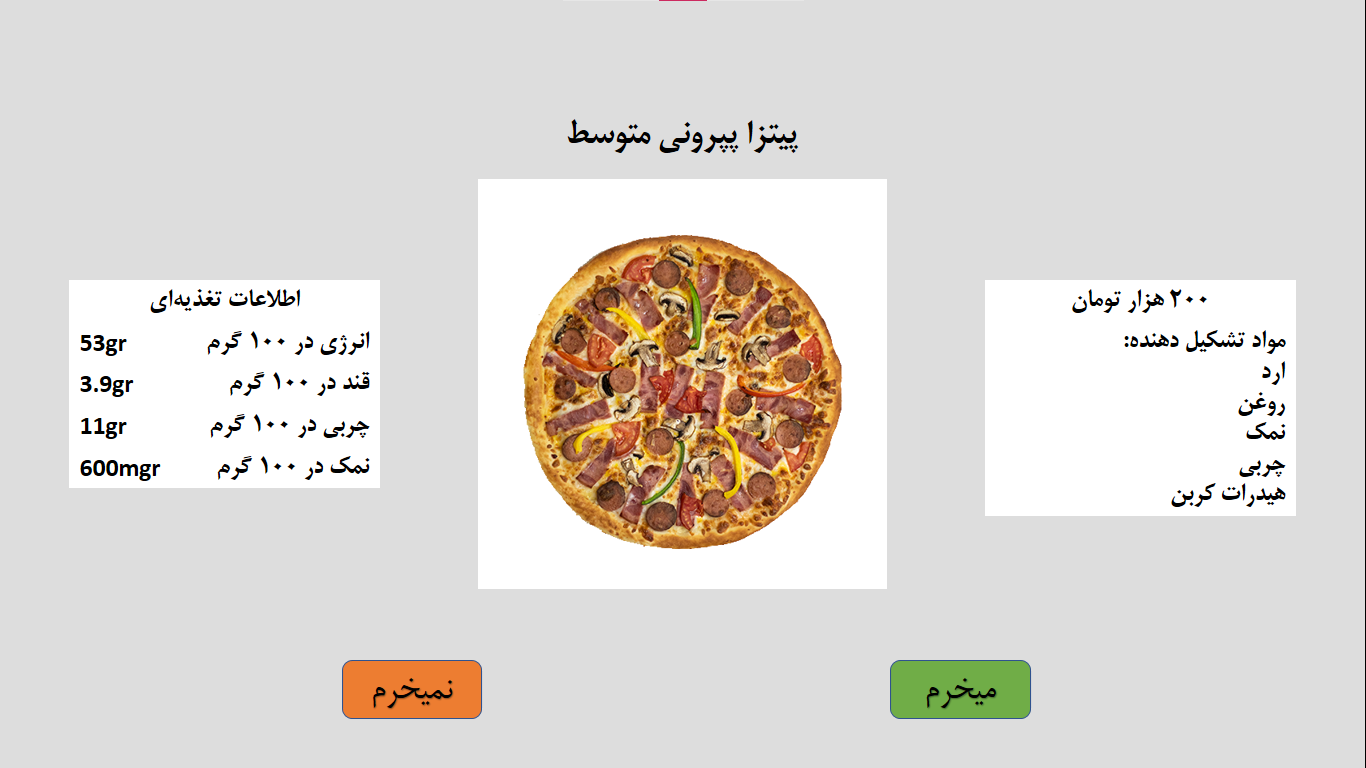 پیتزا پپرونی متوسط
۲۰۰ هزار تومان
مواد تشکیل دهنده:
ارد
روغن
نمک
چربی
هیدرات کربن
اطلاعات تغذیه‌ای
انرژی در ۱۰۰ گرم 53gr
قند در ۱۰۰ گرم 3.9gr
چربی در ۱۰۰ گرم 11gr
نمک در ۱۰۰ گرم 600mgr
میخرم
نمیخرم